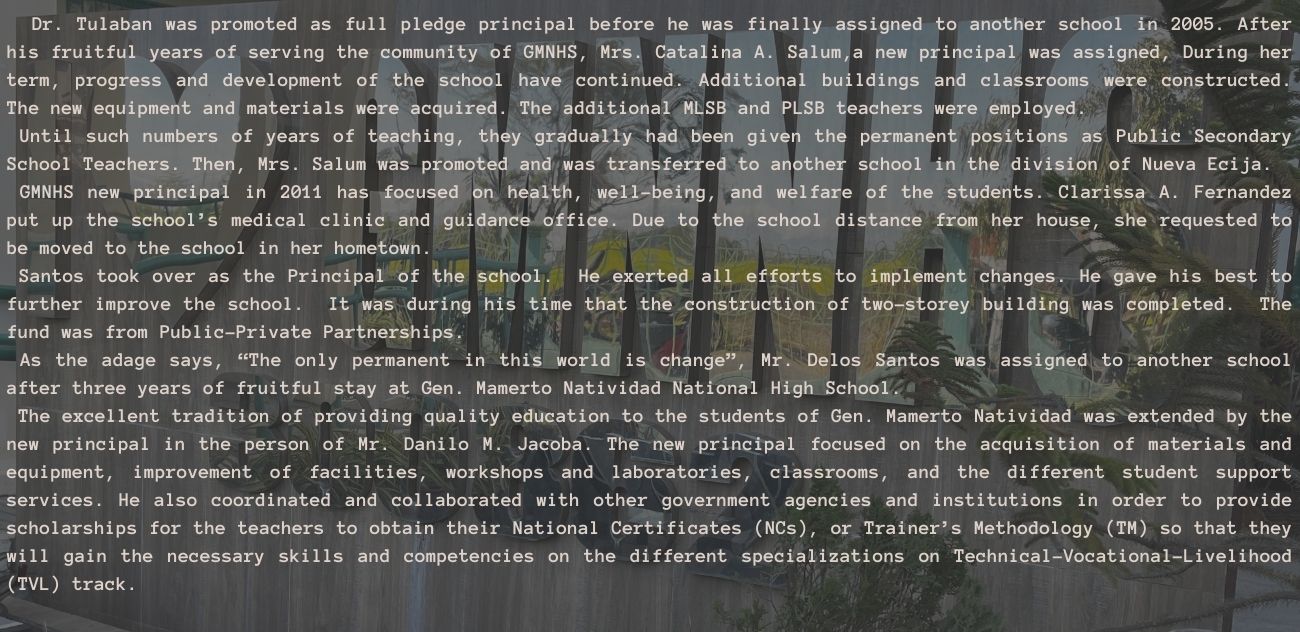 Dr. Tulaban was promoted as full pledge principal before he was finally assigned to another school in 2005. After
his fruitful years of serving the community of GMNHS, Mrs. Catalina A. Salum,a new principal was assigned, During her
term, progress and development of the school have continued. Additional buildings and classrooms were constructed.
The new equipment and materials were acquired. The additional MLSB and PLSB teachers were employed.
Until such numbers of years of teaching, they gradually had been given the permanent positions as Public Secondary
School Teachers. Then, Mrs. Salum was promoted and was transferred to another school in the division of Nueva Ecija.
GMNHS new principal in 2011 has focused on health, well-being, and welfare of the students. Clarissa A. Fernandez
put up the school's medical clinic and guidance office. Due to the school distance from her house, she requested to
be moved to the school in her hometown.
Santos took over as the Principal of the school. He exerted all efforts to implement changes. He gave his best to
further improve the school. It was during his time that the construction of two-storey building was completed. The
fund was from Public-Private Partnerships.
As the adage says, “The only permanent in this world is change”, Mr. Delos Santos was assigned to another school
after three years of fruitful stay at Gen. Mamerto Natividad National High School.
The excellent tradition of providing quality education to the students of Gen. Mamerto Natividad was extended by the
new principal in the person of Mr. Danilo M. Jacoba. The new principal focused on the acquisition of materials and
equipment, improvement of facilities, workshops and laboratories, classrooms, and the different student support
services. He also coordinated and collaborated with other government agencies and institutions in order to provide
scholarships for the teachers to obtain their National Certificates (NCs), or Trainer's Methodology (TM) so that they
will gain the necessary skills and competencies on the different specializations on Technical-Vocational-Livelihood
(TVL) track.